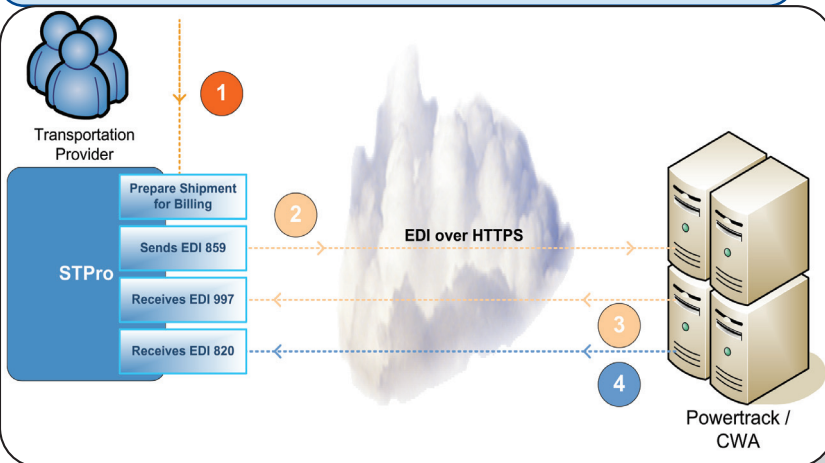 1
Transportation
Provider
Prepare Shipment
for Billing
2
Sends EDI 859
EDI over HTTPS
STPro
Receives EDI 997
3
Receives EDI 820
4
Powertrack /
CWA